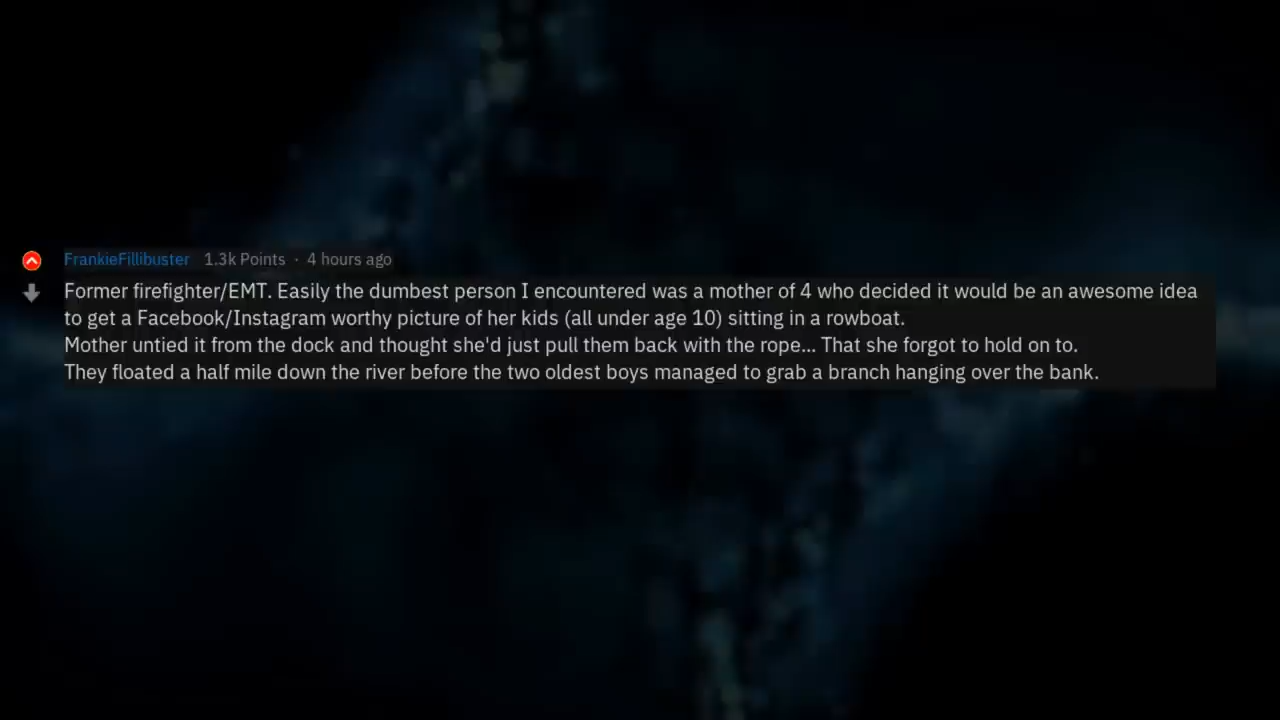 FrankieFillibuster 1.3k Points · 4 hours ago
Former firefighter/EMT. Easily the dumbest person I encountered was a mother of 4 who decided it would be an awesome idea
to get a Facebook/Instagram worthy picture of her kids (all under age 10) sitting in a rowboat.
Mother untied it from the dock and thought she'd just pull them back with the rope... That she forgot to hold on to.
They floated a half mile down the river before the two oldest boys managed to grab a branch hanging over the bank.